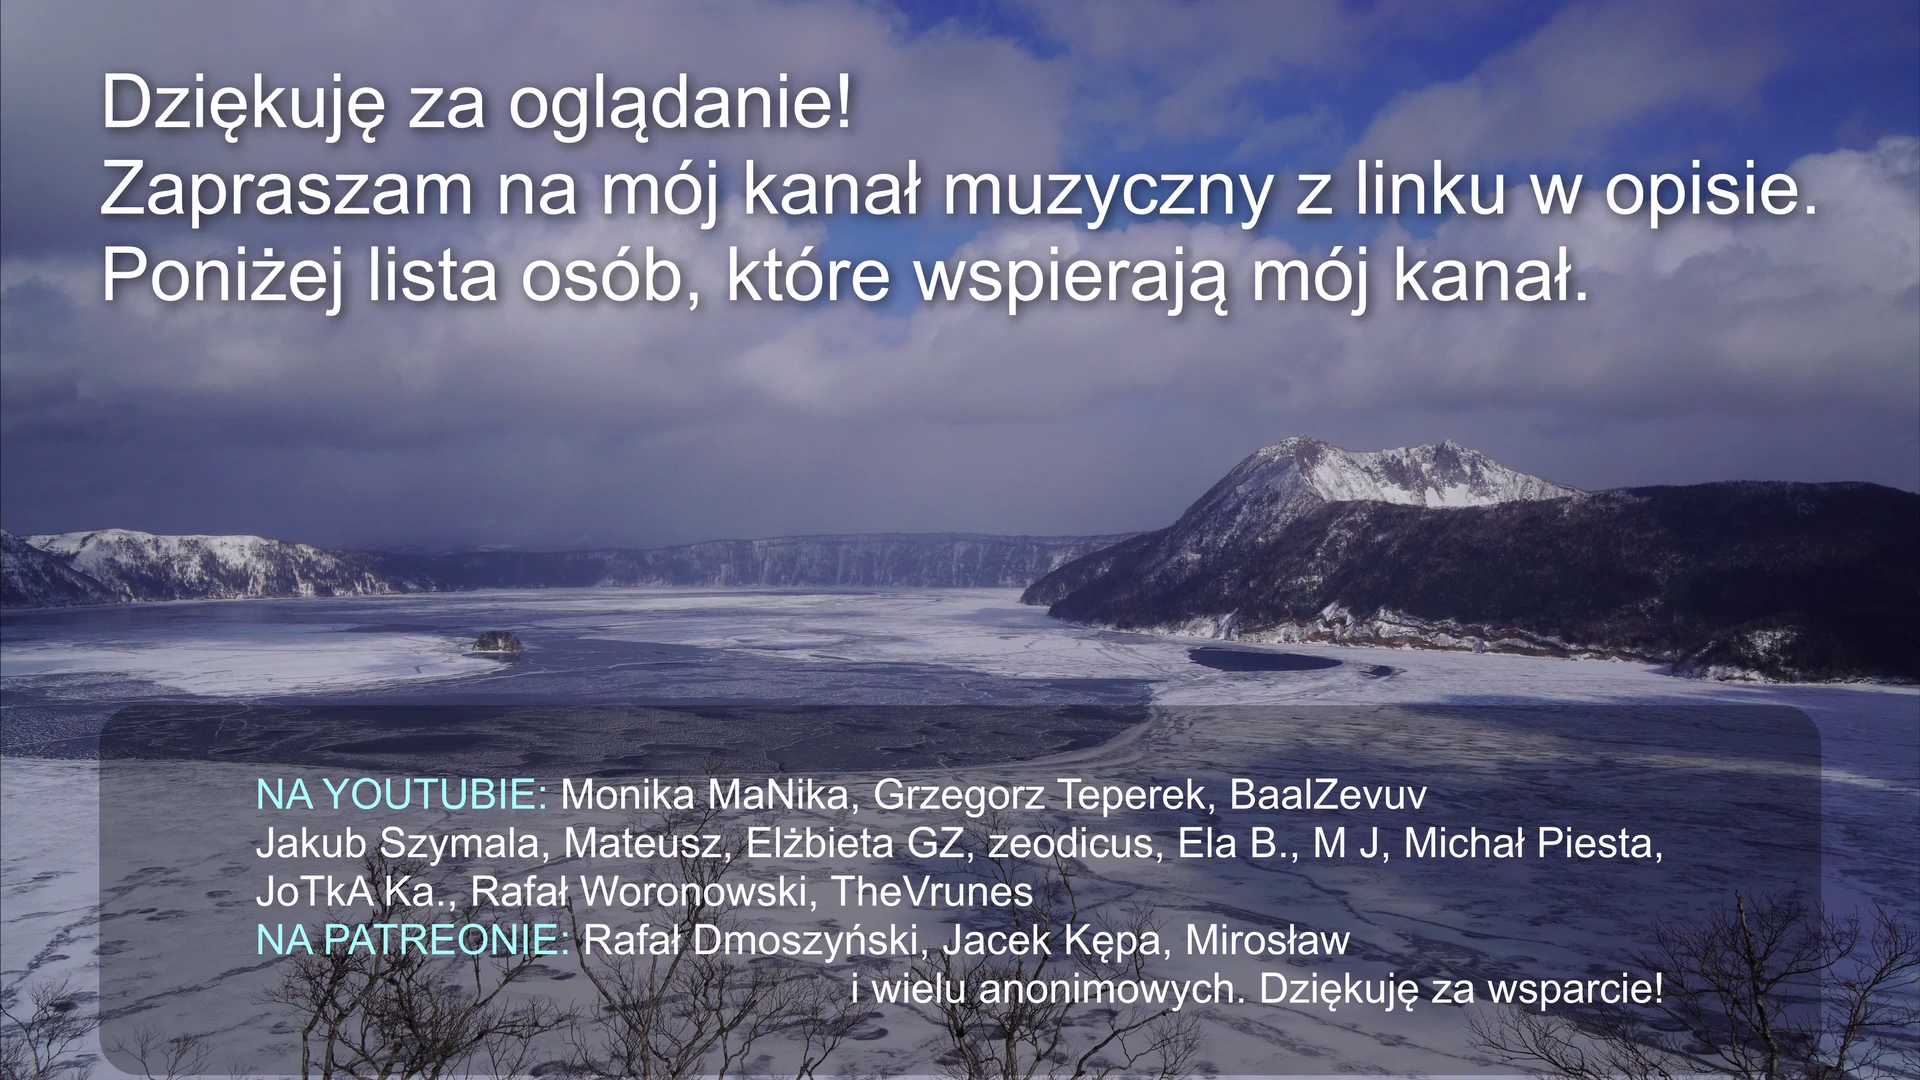 Dziękuję za oglądanie!
Zapraszam na mój kanał muzyczny z linku w opisie.
Poniżej lista osób, które wspierają mój kanał.
NA YOUTUBIE: Monika MaNika, Grzegorz Teperek, BaalZevuv
Jakub Szymala, Mateusz, Elżbieta GZ, zeodicus, Ela B., M J, Michał Piesta,
JoTkA Ka., Rafał Woronowski, TheVrunes
NA PATREONIE: Rafał Dmoszyński, Jacek Kępa, Mirosław
i wielu anonimowych. Dziękuję za wsparcie!